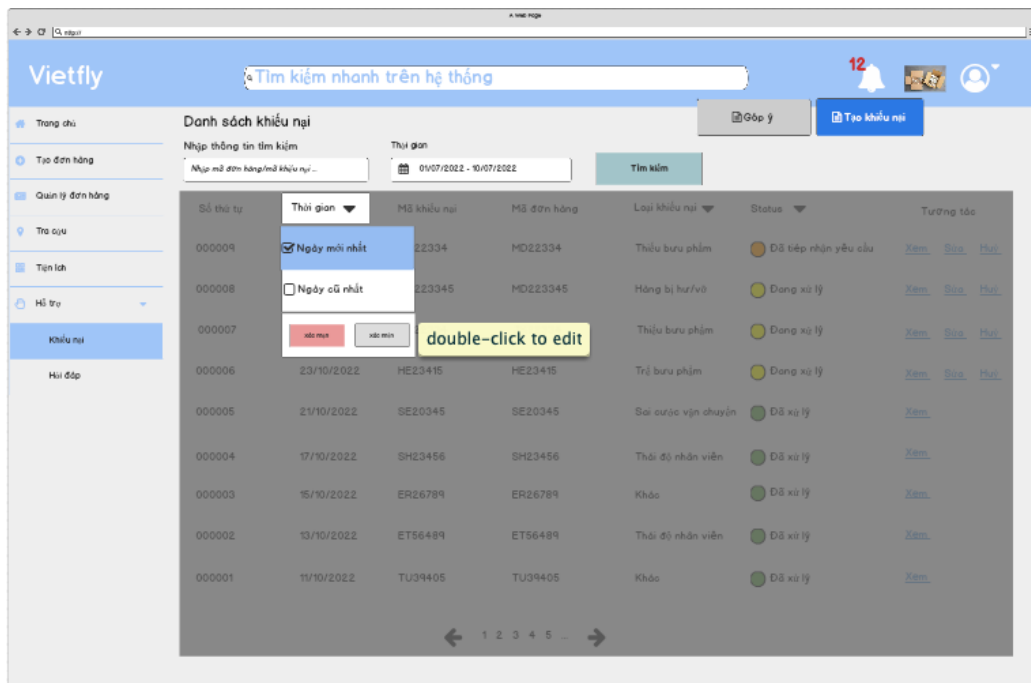 A Web Page
https://
Vietfly
Tìm kiếm nhanh trên hệ thống
12
Trang chủ
Tạo đơn hàng
Quản lý đơn hàng
Tra cứu
Tiện ích
Hỗ trợ
Khiếu nại
Hỏi đáp
Danh sách khiếu nại
Góp ý
Tạo khiếu nại
Nhập thông tin tìm kiếm
Thời gian
Nhập mã đơn hàng/mã khiếu nại ...
01/07/2022 - 10/07/2022
Tìm kiếm
Số thứ tự Thời gian Mã khiếu nại Mã đơn hàng Loại khiếu nại Status Tương tác
000009 22334 MD22334 Thiếu bưu phẩm Đã tiếp nhận yêu cầu Xem Sửa Huỷ
Ngày mới nhất
000008 223345 MD223345 Hàng bị hư/vỡ Đang xử lý Xem Sửa Huỷ
Ngày cũ nhất
000007 Thiếu bưu phẩm Đang xử lý Xem Sửa Huỷ
double-click to edit
000006 23/10/2022 HE23415 HE23415 Trễ bưu phẩm Đang xử lý Xem Sửa Huỷ
000005 21/10/2022 SE20345 SE20345 Sai cước vận chuyển Đã xử lý Xem
000004 17/10/2022 SH23456 SH23456 Thái độ nhân viên Đã xử lý Xem
000003 15/10/2022 ER26789 ER26789 Khác Đã xử lý Xem
000002 13/10/2022 ET56489 ET56489 Thái độ nhân viên Đã xử lý Xem
000001 11/10/2022 TU39405 TU39405 Khác Đã xử lý Xem
1 2 3 4 5 ...